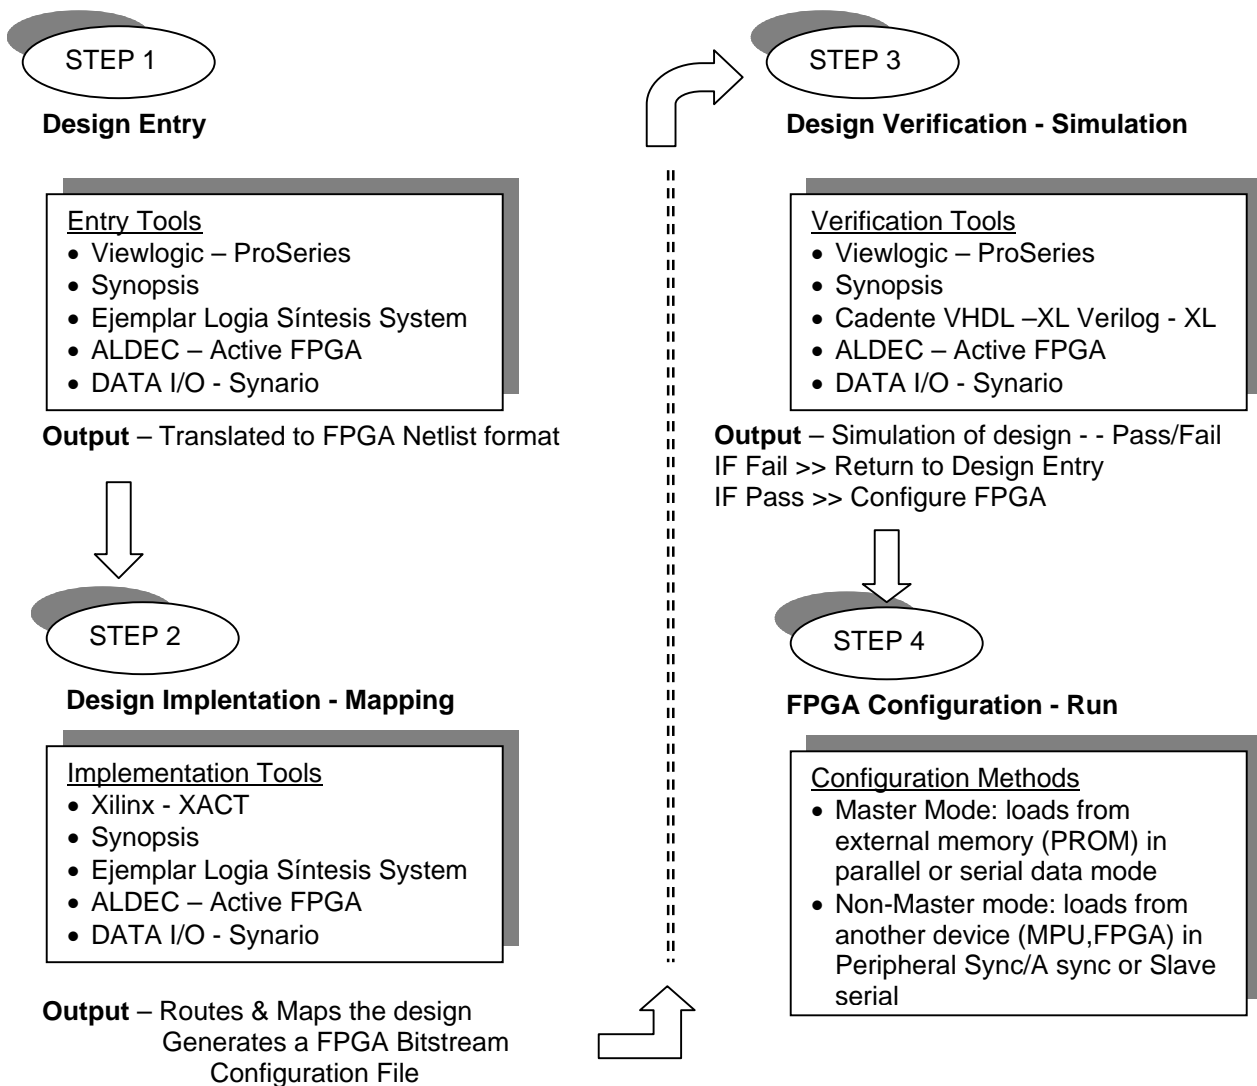 STEP 1
Design Entry
Entry Tools
• Viewlogic – ProSeries
• Synopsis
• Ejemplar Logia Síntesis System
• ALDEC – Active FPGA
• DATA I/O - Synario
Output – Translated to FPGA Netlist format
STEP 2
Design Implentation - Mapping
Implementation Tools
• Xilinx - XACT
• Synopsis
• Ejemplar Logia Síntesis System
• ALDEC – Active FPGA
• DATA I/O - Synario
Output – Routes & Maps the design
Generates a FPGA Bitstream
Configuration File
STEP 3
Design Verification - Simulation
Verification Tools
• Viewlogic – ProSeries
• Synopsis
• Cadente VHDL –XL Verilog - XL
• ALDEC – Active FPGA
• DATA I/O - Synario
Output – Simulation of design - - Pass/Fail
IF Fail >> Return to Design Entry
IF Pass >> Configure FPGA
STEP 4
FPGA Configuration - Run
Configuration Methods
• Master Mode: loads from
external memory (PROM) in
parallel or serial data mode
• Non-Master mode: loads from
another device (MPU,FPGA) in
Peripheral Sync/A sync or Slave
serial